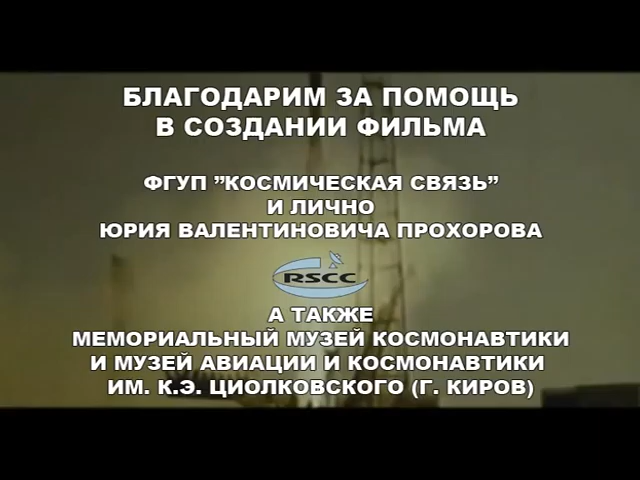 БЛАГОДАРИМ ЗА ПОМОЩЬ
В СОЗДАНИИ ФИЛЬМА
ФГУП ”КОСМИЧЕСКАЯ СВЯЗЬ”
И ЛИЧНО
ЮРИЯ ВАЛЕНТИНОВИЧА ПРОХОРОВА
RSCC
А ТАКЖЕ
МЕМОРИАЛЬНЫЙ МУЗЕЙ КОСМОНАВТИКИ
И МУЗЕЙ АВИАЦИИ И КОСМОНАВТИКИ
ИМ. К.Э. ЦИОЛКОВСКОГО (Г. КИРОВ)